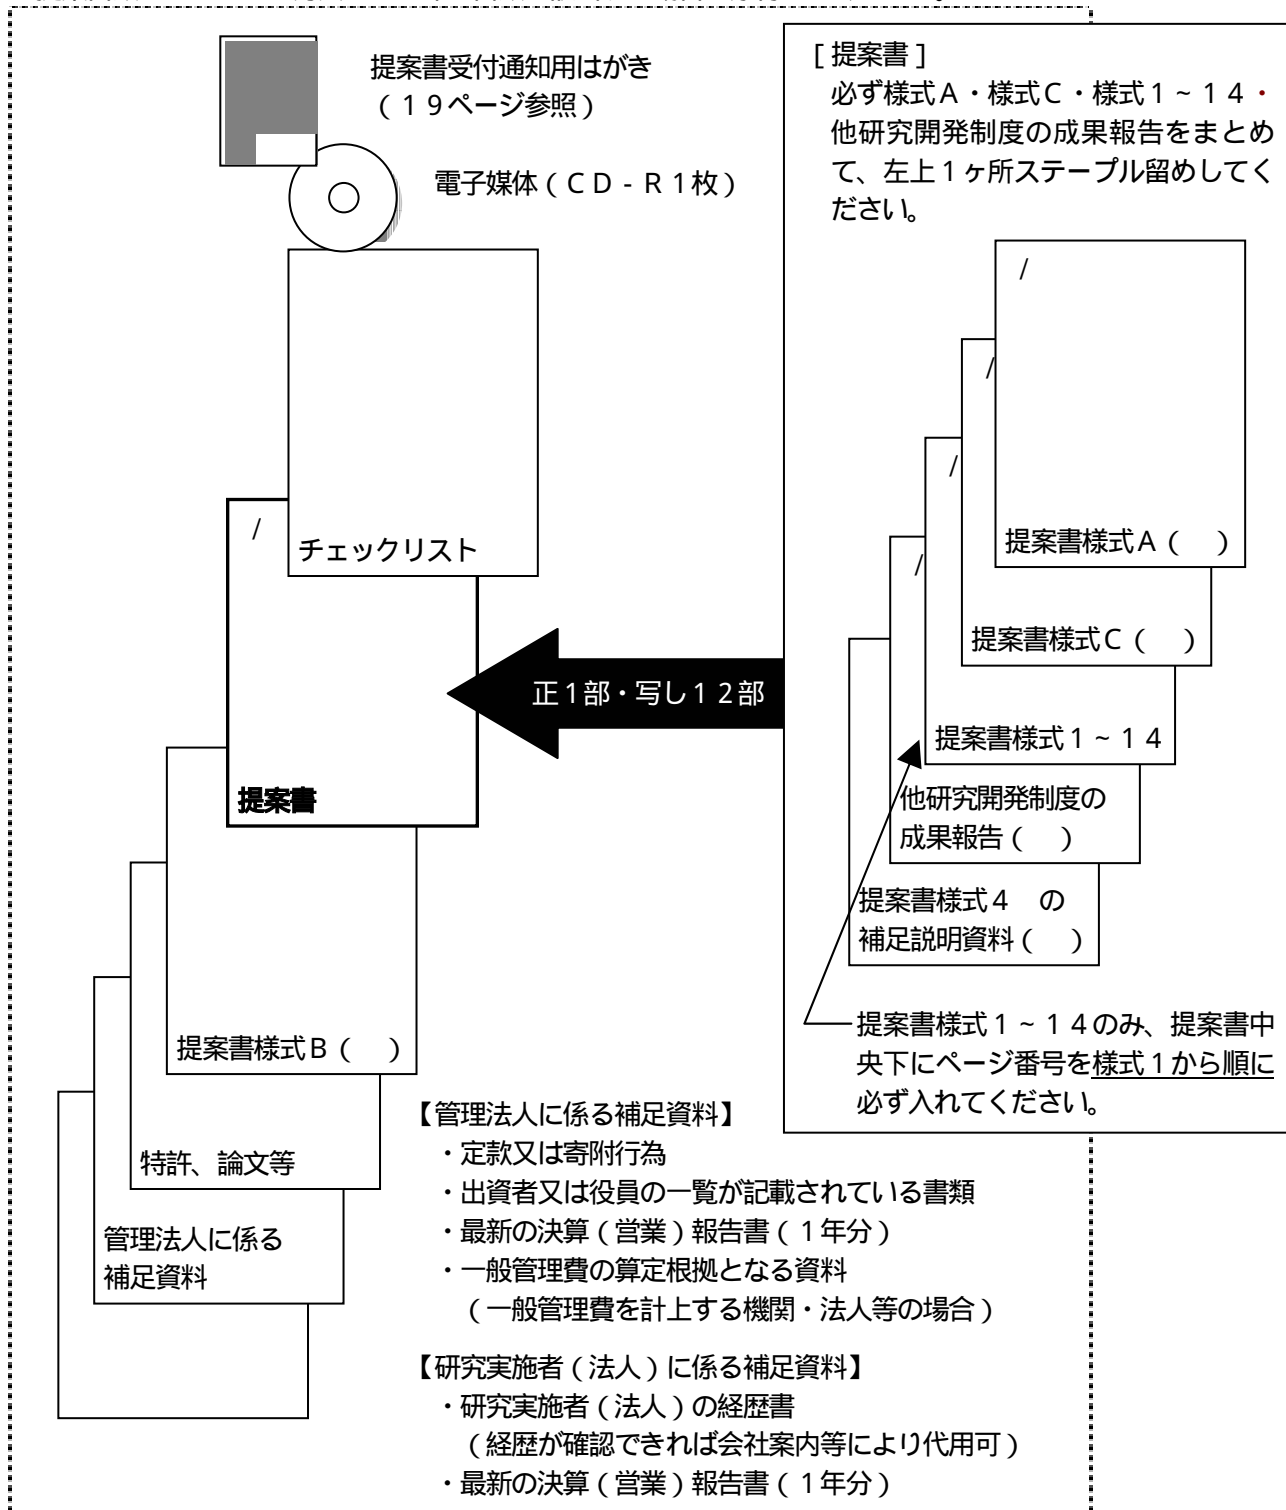 提案書受付通知用はがき
(19ページ参照)
電子媒体(CD-R1枚)
/
チェックリスト
/
提案書
提案書様式B( )
特許、論文等
管理法人に係る
補足資料
正1部・写し12部
[提案書]
必ず様式A・様式C・様式1~14・
他研究開発制度の成果報告をまとめ
て、左上1ヶ所ステープル留めしてく
ださい。
/
提案書様式A( )
/
提案書様式C( )
/
提案書様式1~14
/
他研究開発制度の
成果報告( )
提案書様式4 の
補足説明資料( )
提案書様式1~14のみ、提案書中
央下にページ番号を様式1から順に
必ず入れてください。
【管理法人に係る補足資料】
・定款又は寄附行為
・出資者又は役員の一覧が記載されている書類
・最新の決算(営業)報告書(1年分)
・一般管理費の算定根拠となる資料
(一般管理費を計上する機関・法人等の場合)
【研究実施者(法人)に係る補足資料】
・研究実施者(法人)の経歴書
(経歴が確認できれば会社案内等により代用可)
・最新の決算(営業)報告書(1年分)